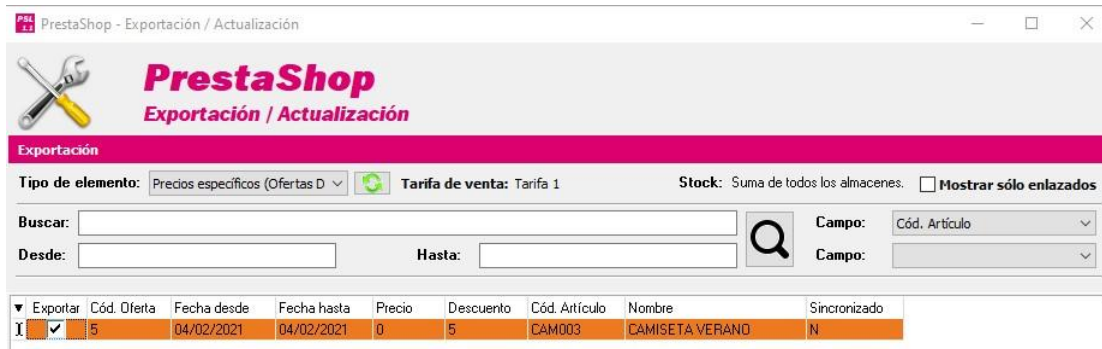 PSL 1.1 PrestaShop - Exportación / Actualización
PrestaShop
Exportación / Actualización
Exportación
Tipo de elemento: Precios específicos (Ofertas D Tarifa de venta: Tarifa 1 Stock: Suma de todos los almacenes. Mostrar sólo enlazados
Buscar: Campo: Cód. Artículo
Desde: Hasta: Campo:
Exportar Cód. Oferta Fecha desde Fecha hasta Precio Descuento Cód. Artículo Nombre Sincronizado
5 04/02/2021 04/02/2021 0 5 CAM003 CAMISETA VERANO N